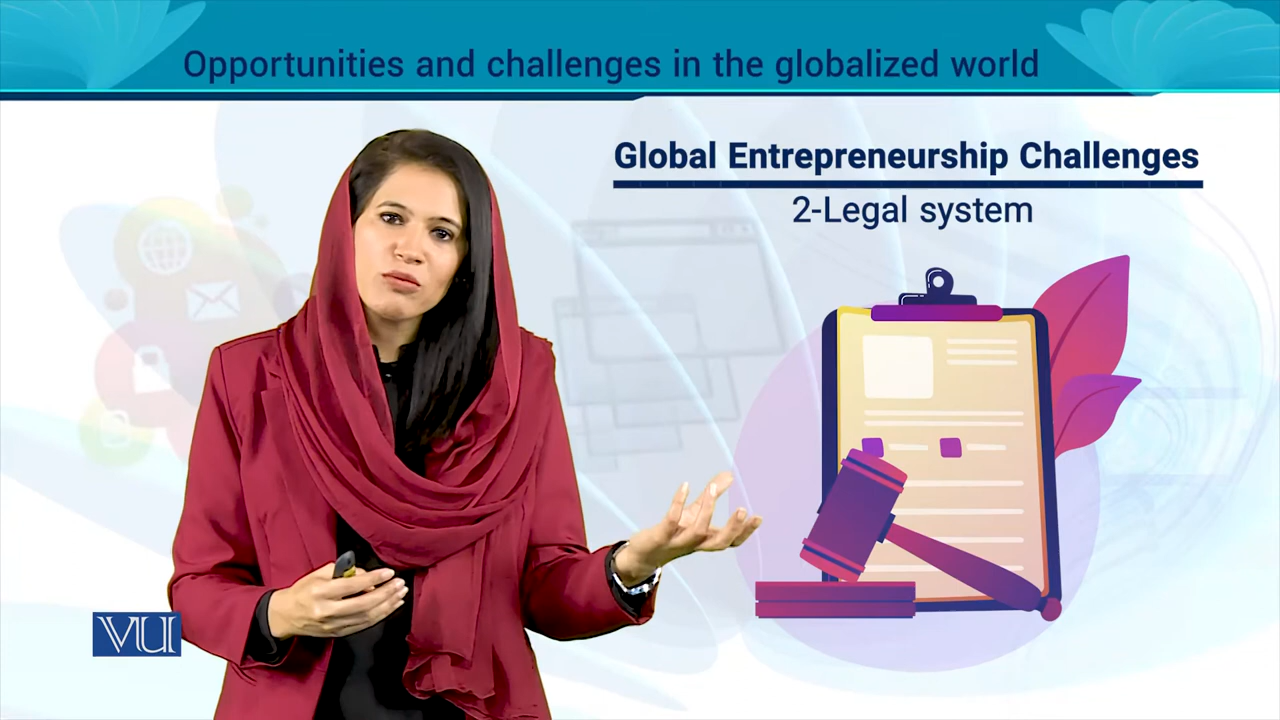 Opportunities and challenges in the globalized world
Global Entrepreneurship Challenges
2-Legal system
VU